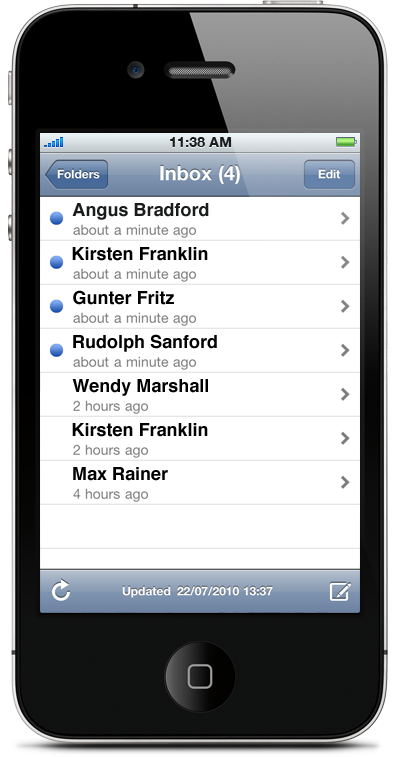 11:38 AM
Folders
Inbox (4)
Edit
Angus Bradford
about a minute ago
Kirsten Franklin
about a minute ago
Gunter Fritz
about a minute ago
Rudolph Sanford
about a minute ago
Wendy Marshall
2 hours ago
Kirsten Franklin
2 hours ago
Max Rainer
4 hours ago
Updated 22/07/2010 13:37